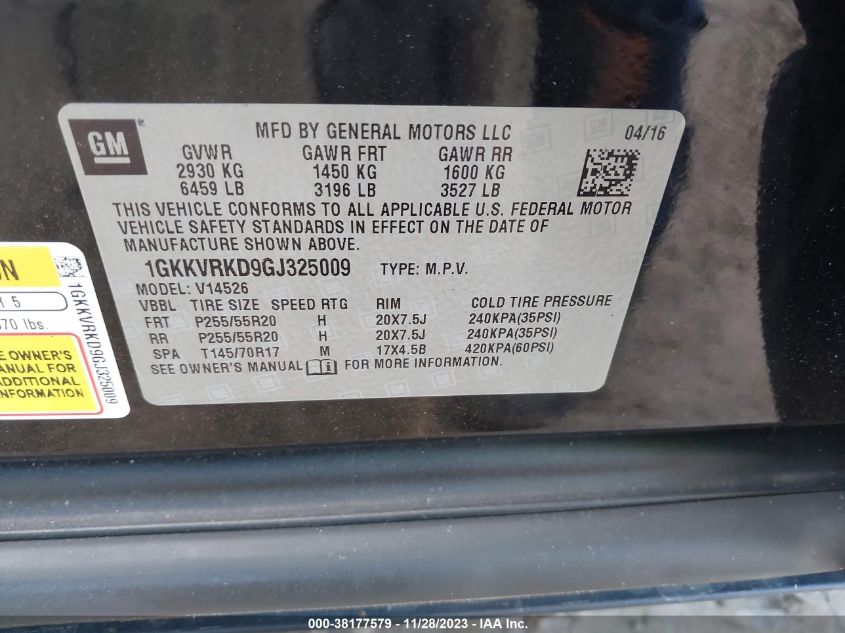 GM
MFD BY GENERAL MOTORS LLC 04/16
GVWR GAWR FRT GAWR RR
2930 KG 1450 KG 1600 KG
6459 LB 3196 LB 3527 LB
THIS VEHICLE CONFORMS TO ALL APPLICABLE U.S. FEDERAL MOTOR
VEHICLE SAFETY STANDARDS IN EFFECT ON THE DATE OF
MANUFACTURE SHOWN ABOVE.
1GKKVRKD9GJ325009 TYPE: M.P.V.
MODEL: V14526
VBBL TIRE SIZE SPEED RTG RIM COLD TIRE PRESSURE
FRT P255/55R20 H 20X7.5J 240KPA(35PSI)
RR P255/55R20 H 20X7.5J 240KPA(35PSI)
SPA T145/70R17 M 17X4.5B 420KPA(60PSI)
SEE OWNER'S MANUAL i FOR MORE INFORMATION.
5
lbs.
OWNER'S
MANUAL FOR
INFORMATION
1GKKVRKD9GJ325009
000-38177579 - 11/28/2023 - IAA Inc.